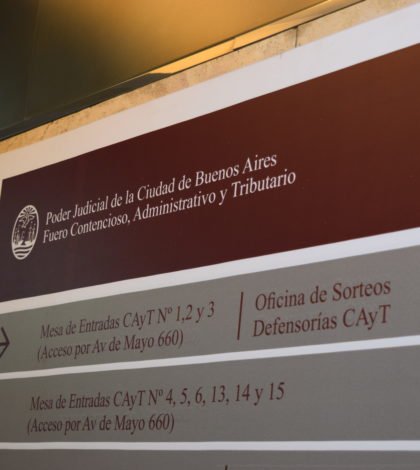 Poder Judicial de la Ciudad de Buenos Aires
Fuero Contencioso, Administrativo y Tributario
Mesa de Entradas CAyT Nº 1,2 y 3
(Acceso por Av de Mayo 660)
Oficina de Sorteos
Defensorías CAyT
Mesa de Entradas CAyT Nº 4, 5, 6, 13, 14 y 15
(Acceso por Av de Mayo 660)